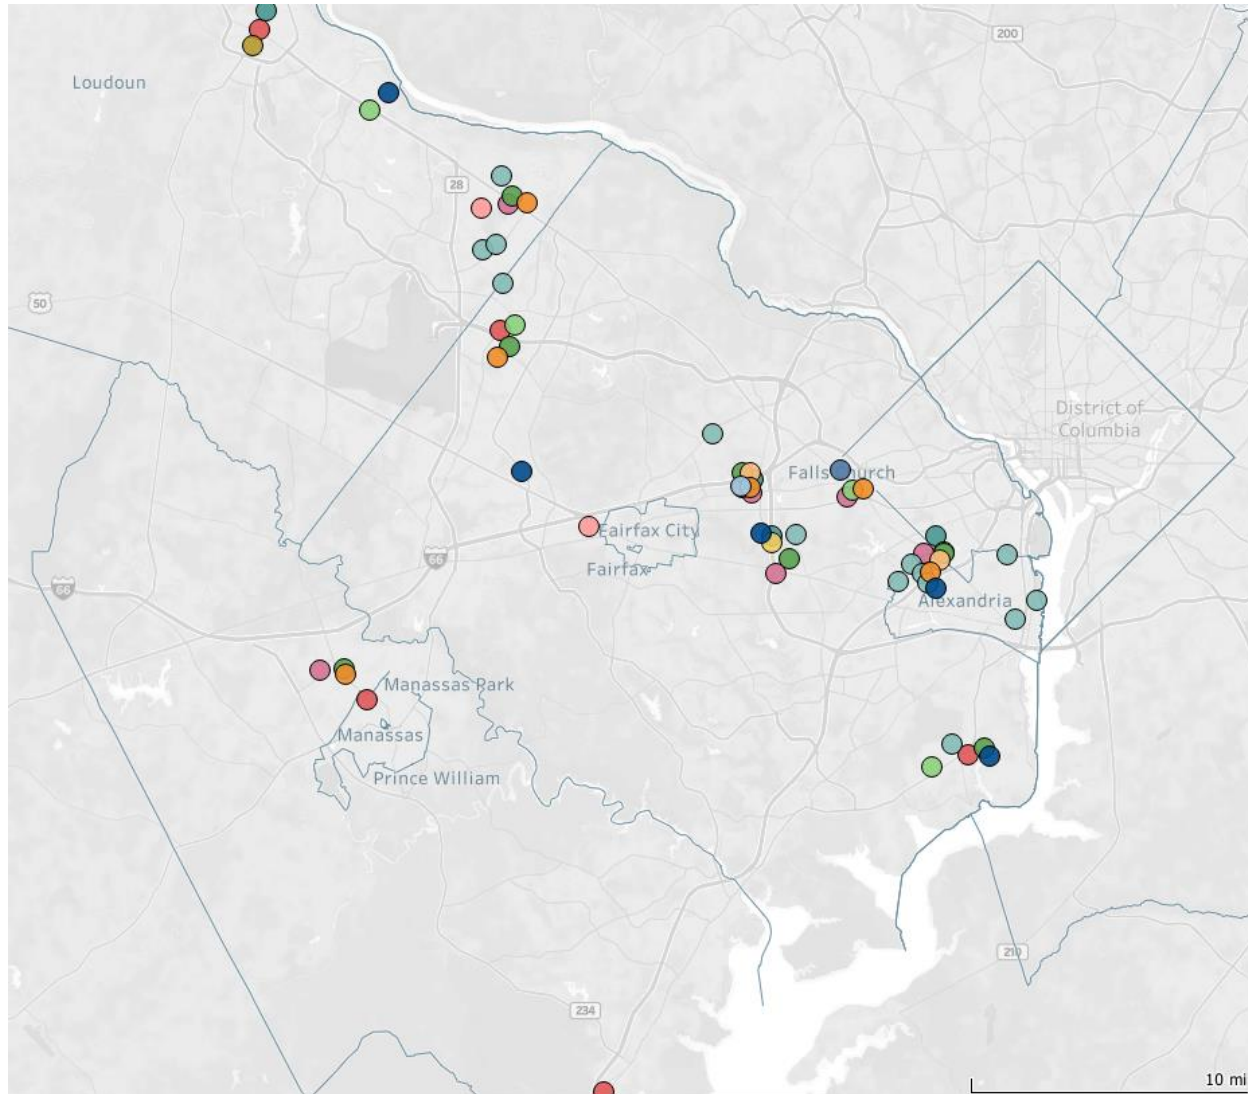 200
Loudoun
28
50
District of
Columbia
Falls Church
Fairfax City
66
Fairfax
66
Alexandria
Manassas Park
Manassas
Prince William
210
234
10 mi